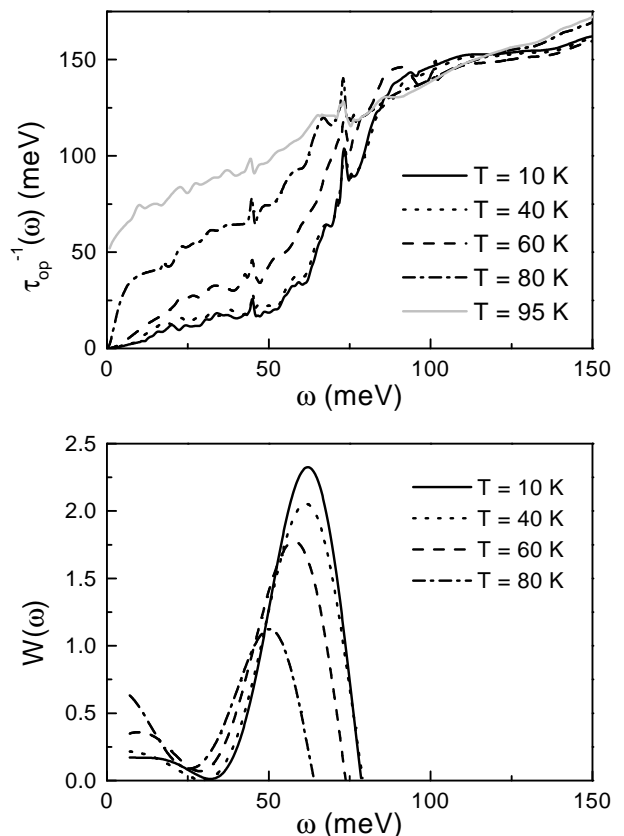 150
100
50
0
τop⁻¹(ω) (meV)
T = 10 K
T = 40 K
T = 60 K
T = 80 K
T = 95 K
0 50 100 150
ω (meV)
2.5
2.0
1.5
1.0
0.5
0.0
W(ω)
T = 10 K
T = 40 K
T = 60 K
T = 80 K
0 50 100 150
ω (meV)